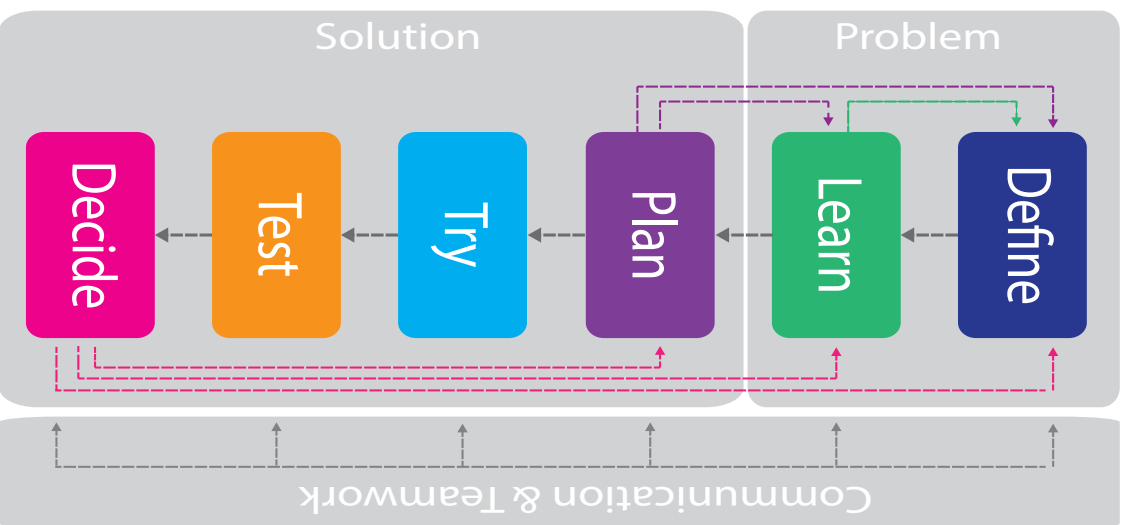 Solution
Problem
Decide
Test
Try
Plan
Learn
Define
Communication & Teamwork